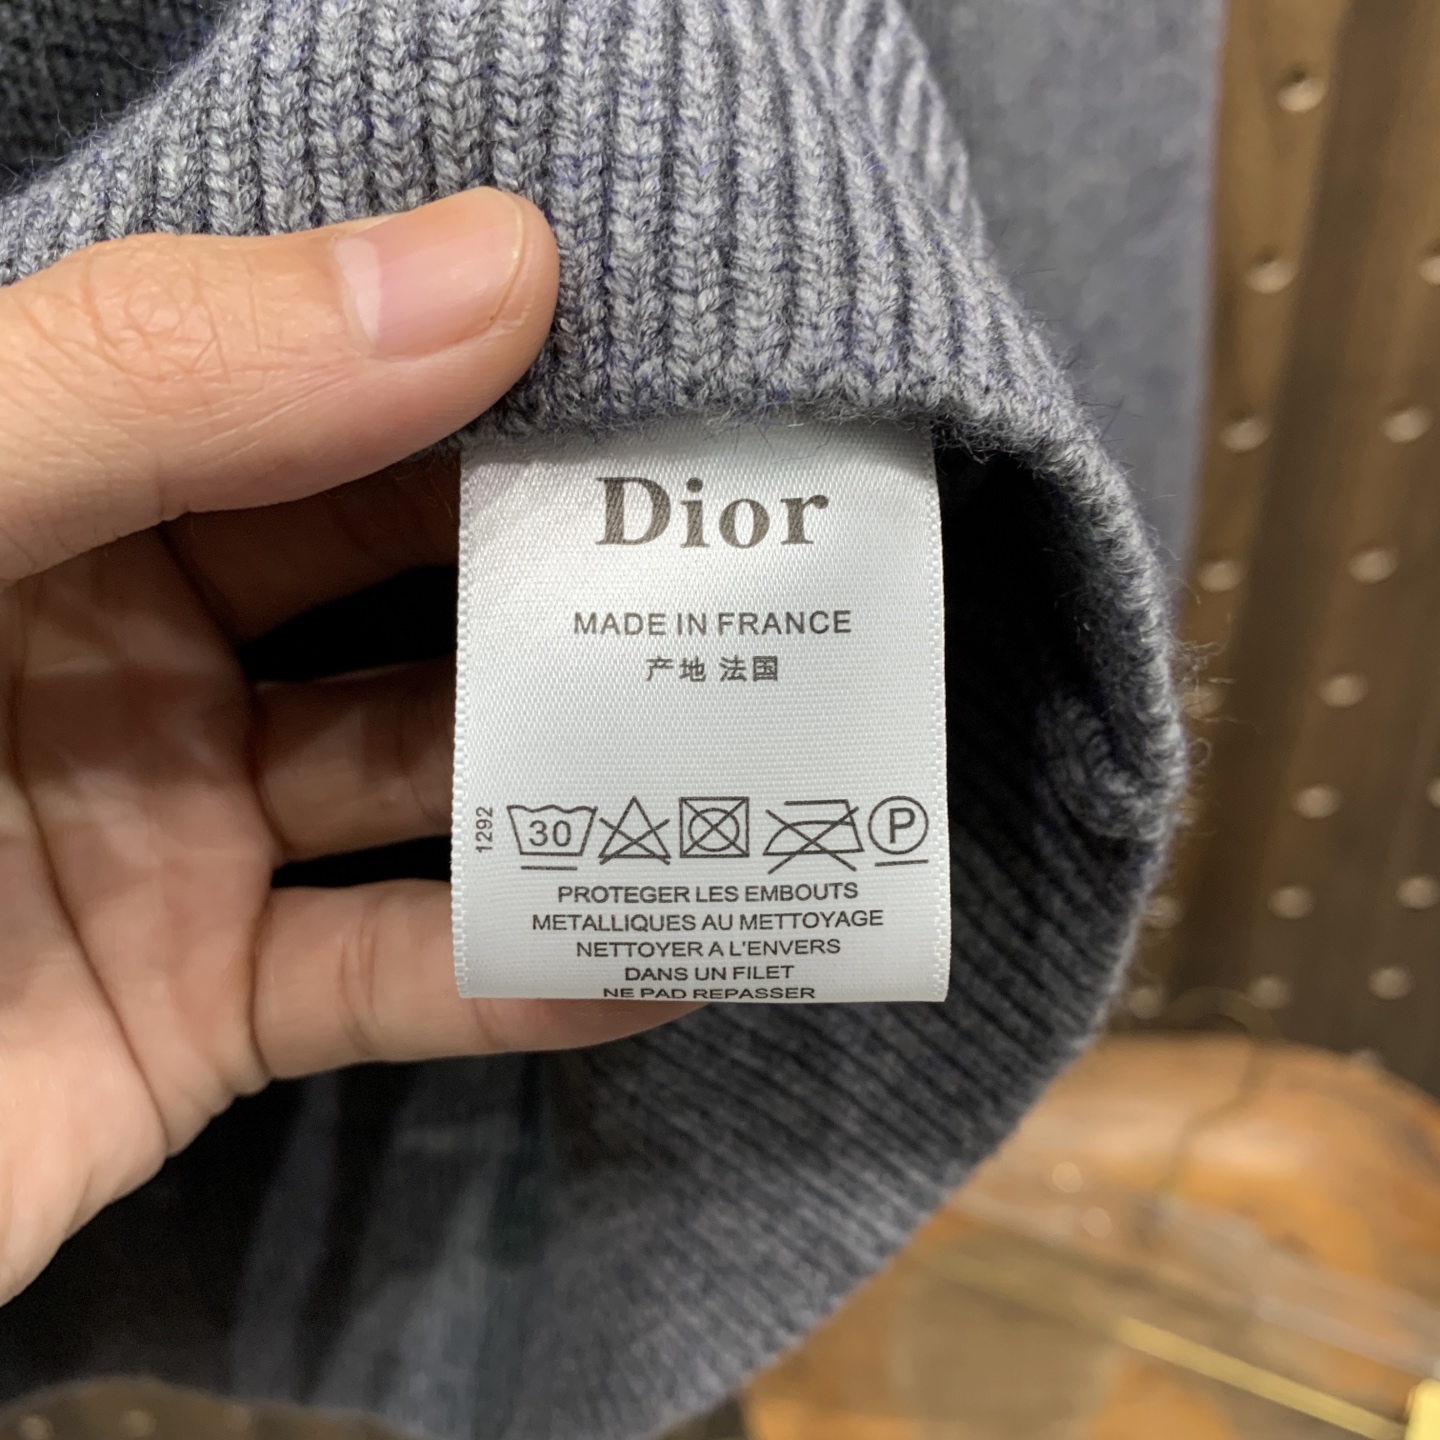 Dior
MADE IN FRANCE
产地 法国
1292
30 P
PROTEGER LES EMBOUTS
METALLIQUES AU METTOYAGE
NETTOYER A L'ENVERS
DANS UN FILET
NE PAD REPASSER